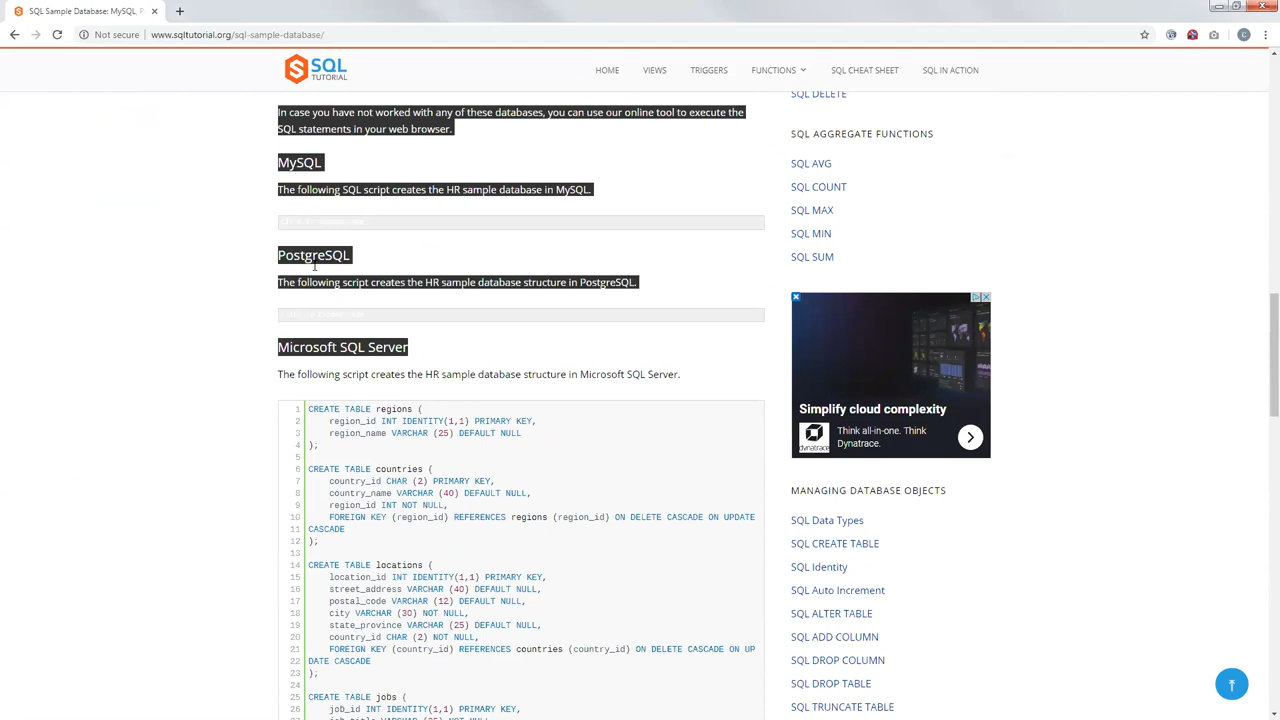 SQL Sample Database: MySQL, P
Not secure | www.sqltutorial.org/sql-sample-database/
SQL
TUTORIAL
HOME VIEWS TRIGGERS FUNCTIONS SQL CHEAT SHEET SQL IN ACTION
In case you have not worked with any of these databases, you can use our online tool to execute the
SQL statements in your web browser.
MySQL
The following SQL script creates the HR sample database in MySQL.
PostgreSQL
The following script creates the HR sample database structure in PostgreSQL.
Microsoft SQL Server
The following script creates the HR sample database structure in Microsoft SQL Server.
1 CREATE TABLE regions (
2 region_id INT IDENTITY(1,1) PRIMARY KEY,
3 region_name VARCHAR (25) DEFAULT NULL
4 );
5
6 CREATE TABLE countries (
7 country_id CHAR (2) PRIMARY KEY,
8 country_name VARCHAR (40) DEFAULT NULL,
9 region_id INT NOT NULL,
10 FOREIGN KEY (region_id) REFERENCES regions (region_id) ON DELETE CASCADE ON UPDATE
11 CASCADE
12 );
13
14 CREATE TABLE locations (
15 location_id INT IDENTITY(1,1) PRIMARY KEY,
16 street_address VARCHAR (40) DEFAULT NULL,
17 postal_code VARCHAR (12) DEFAULT NULL,
18 city VARCHAR (30) NOT NULL,
19 state_province VARCHAR (25) DEFAULT NULL,
20 country_id CHAR (2) NOT NULL,
21 FOREIGN KEY (country_id) REFERENCES countries (country_id) ON DELETE CASCADE ON UP
22 DATE CASCADE
23 );
24
25 CREATE TABLE jobs (
26 job_id INT IDENTITY(1,1) PRIMARY KEY,
SQL DELETE
SQL AGGREGATE FUNCTIONS
SQL AVG
SQL COUNT
SQL MAX
SQL MIN
SQL SUM
Simplify cloud complexity
Think all-in-one. Think
Dynatrace.
dynatrace
MANAGING DATABASE OBJECTS
SQL Data Types
SQL CREATE TABLE
SQL Identity
SQL Auto Increment
SQL ALTER TABLE
SQL ADD COLUMN
SQL DROP COLUMN
SQL DROP TABLE
SQL TRUNCATE TABLE